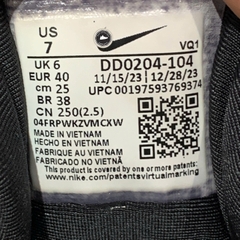 US
7
VQ1
UK 6
DD0204-104
EUR 40
11/15/23
12/28/23
cm 25
UPC 00197593769374
BR 38
CN 250(2.5)
04FRPWKZVMCXW
MADE IN VIETNAM
HECHO EN VIETNAM
FABRIQUE AU VIETNAM
FABRICADO NO VIETNAM
This product is covered by one or more patents. See
www.nike.com/patentsvirtualmarking